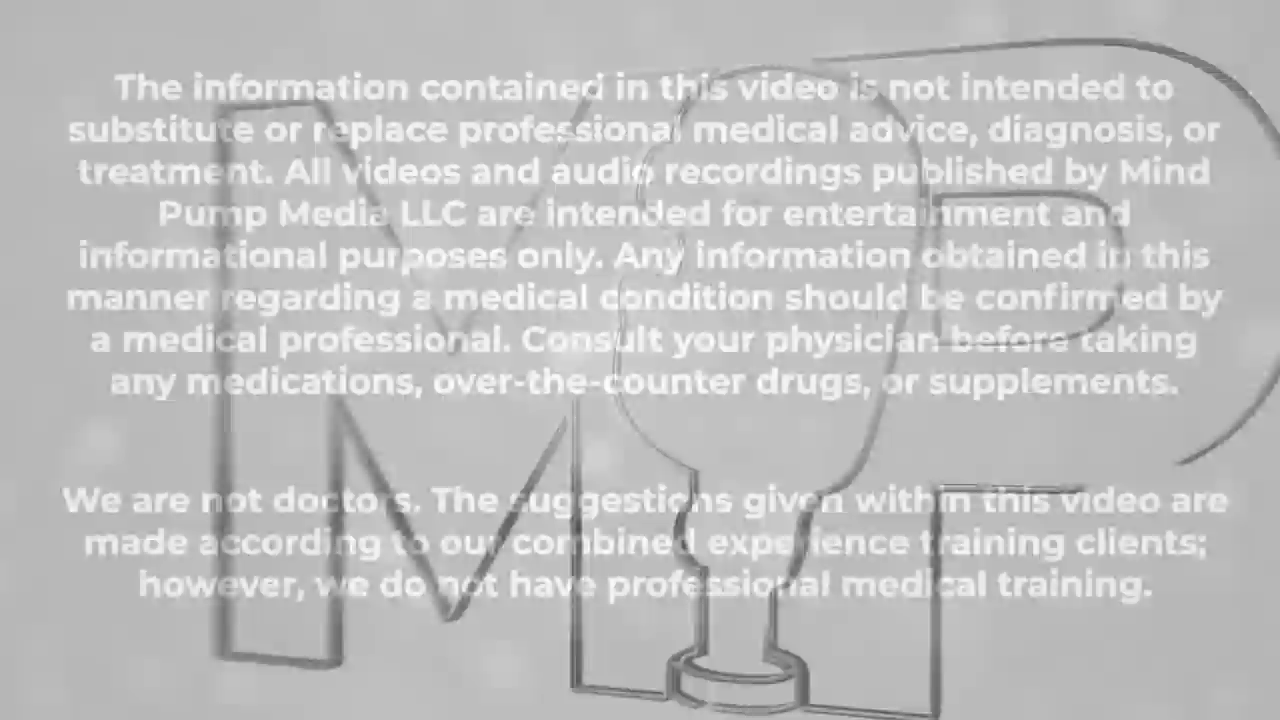 The information contained in this video is not intended to
substitute or replace professional medical advice, diagnosis, or
treatment. All videos and audio recordings published by Mind
Pump Media LLC are intended for entertainment and
informational purposes only. Any information obtained in this
manner regarding a medical condition should be confirmed by
a medical professional. Consult your physician before taking
any medications, over-the-counter drugs, or supplements.
We are not doctors. The suggestions given within this video are
made according to our combined experience training clients;
however, we do not have professional medical training.